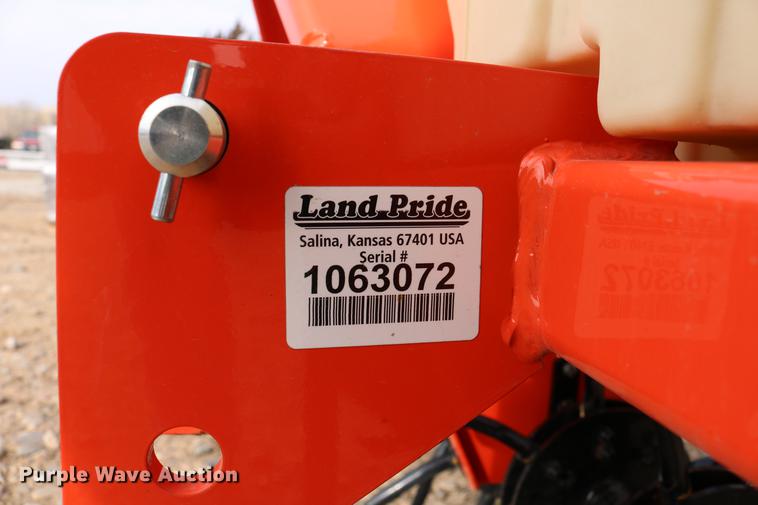 Land Pride
Salina, Kansas 67401 USA
Serial #
1063072
Purple Wave Auction